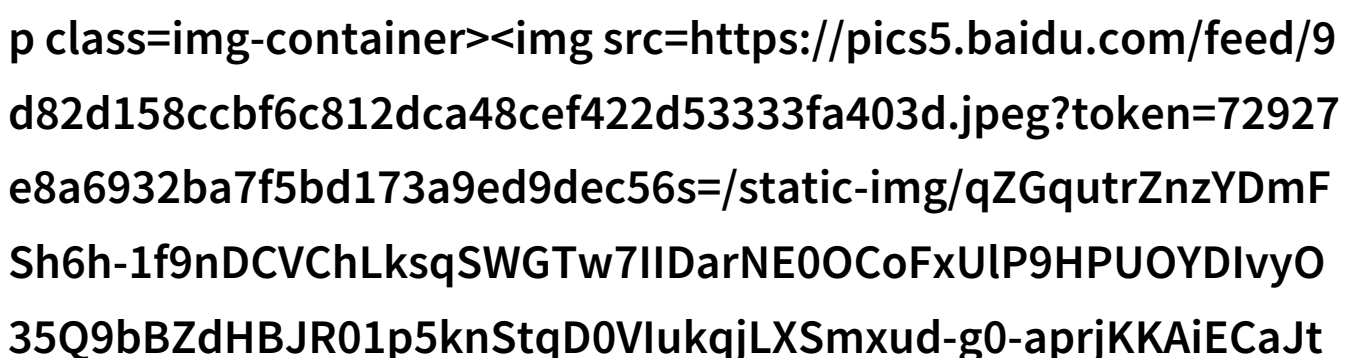 p class=img-container><img src=https://pics5.baidu.com/feed/9
d82d158ccbf6c812dca48cef422d53333fa403d.jpeg?token=72927
e8a6932ba7f5bd173a9ed9dec56s=/static-img/qZGqutrZnzYDmF
Sh6h-1f9nDCVChLksqSWGTw7IIDarNE0OCoFxUlP9HPUOYDIvyO
35Q9bBZdHBJR01p5knStqD0VIukqjLXSmxud-g0-aprjKKAiECaJt